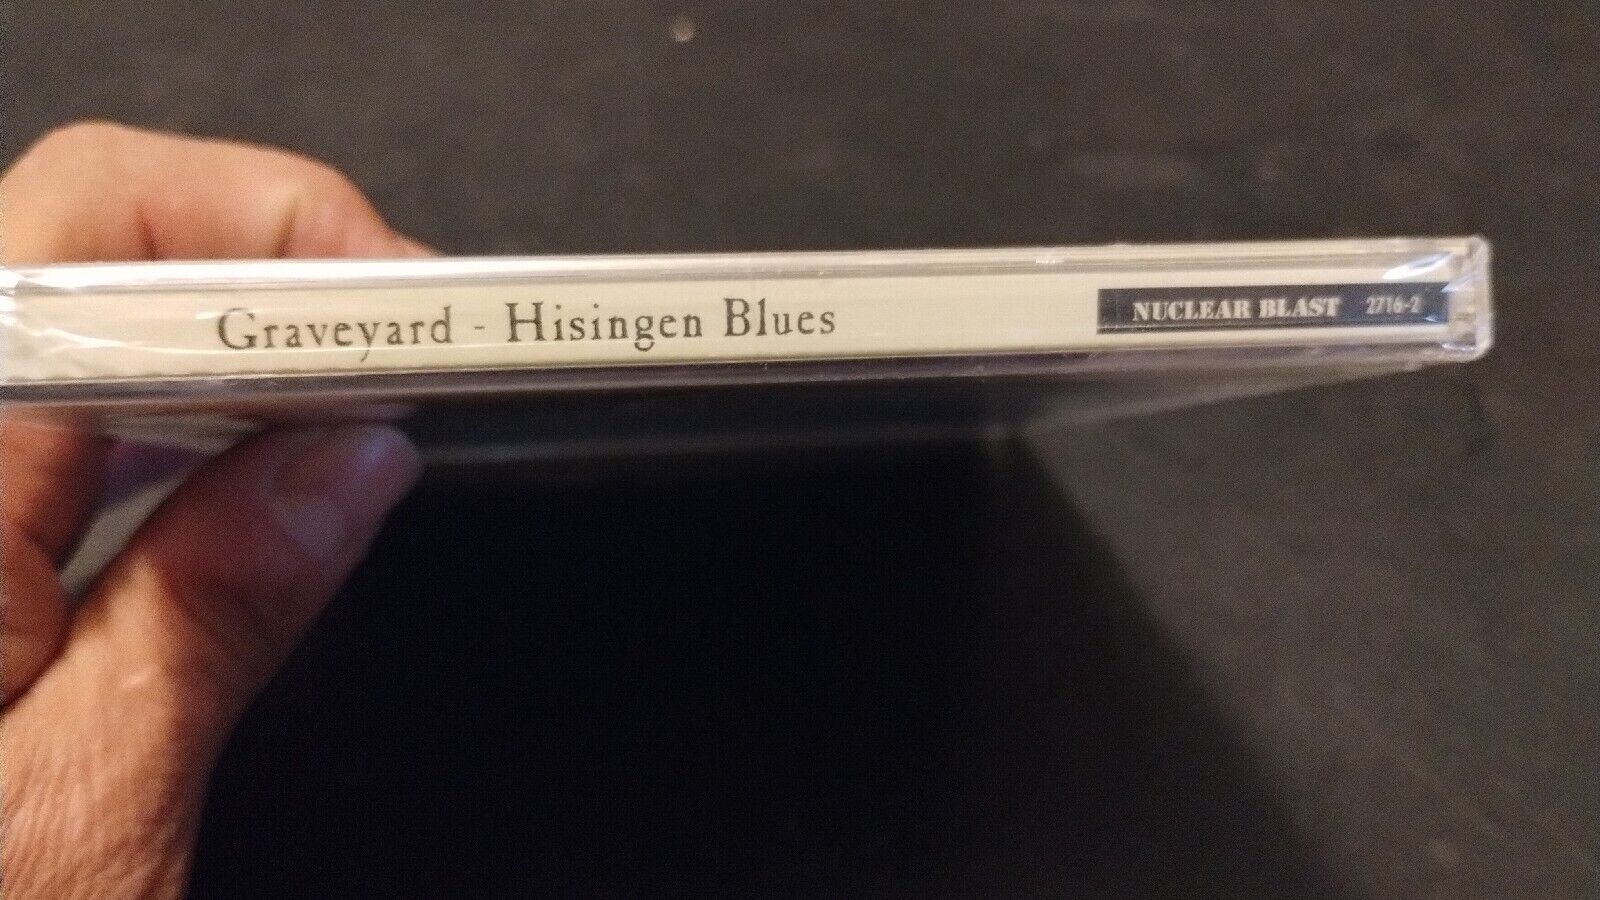 Graveyard - Hisingen Blues
NUCLEAR BLAST 2716-2